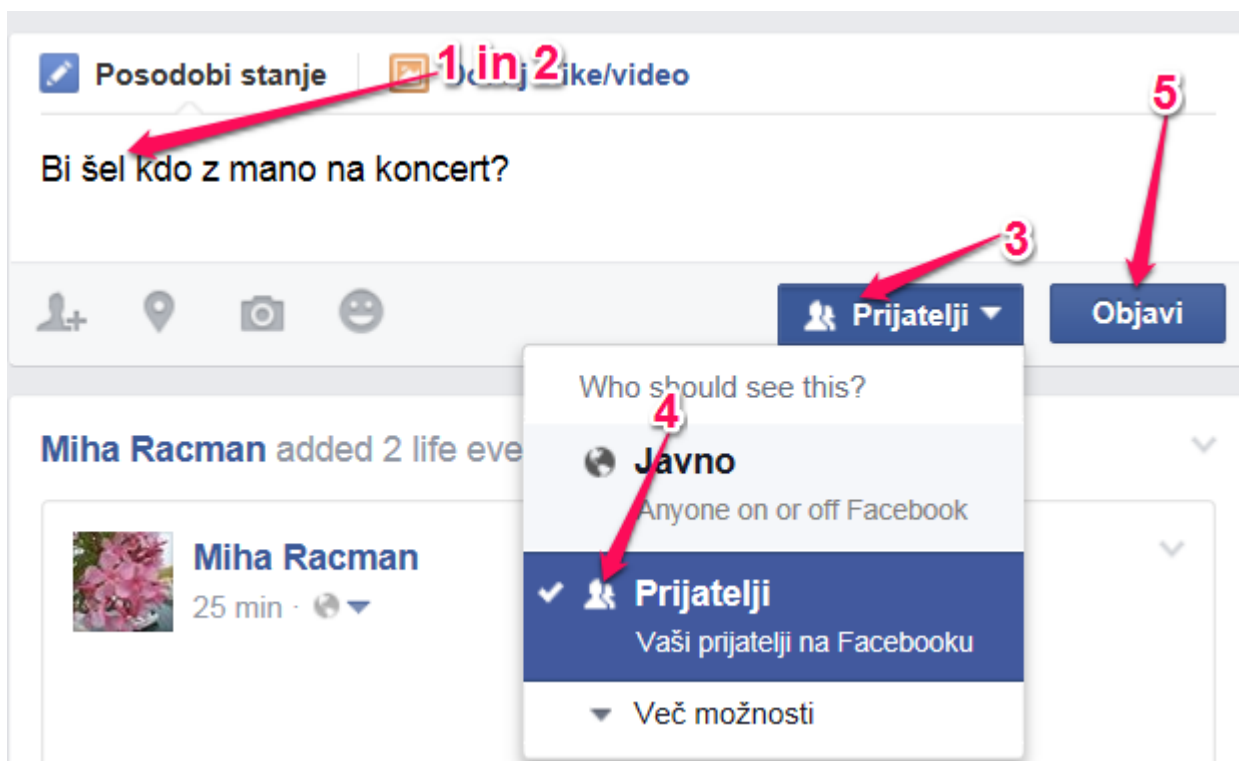 Posodobi stanje
1 in 2 ike/video
5
Bi šel kdo z mano na koncert?
3
Prijatelji
Objavi
Who should see this?
4
Miha Racman added 2 life eve
Javno
Anyone on or off Facebook
Miha Racman
25 min ·
Prijatelji
Vaši prijatelji na Facebooku
Več možnosti